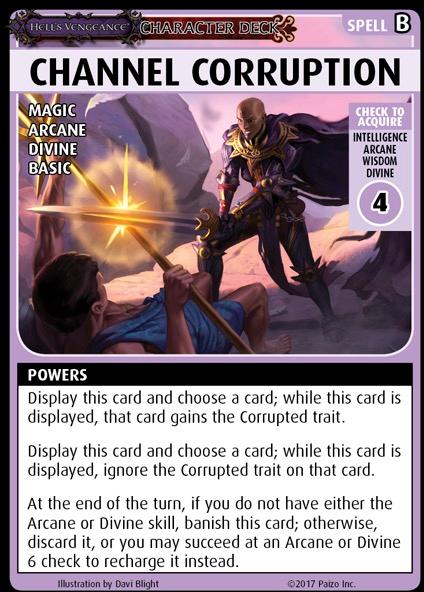 HELL'S VENGEANCE CHARACTER DECK SPELL B
CHANNEL CORRUPTION
MAGIC
ARCANE
DIVINE
BASIC
CHECK TO
ACQUIRE
INTELLIGENCE
ARCANE
WISDOM
DIVINE
4
POWERS
Display this card and choose a card; while this card is
displayed, that card gains the Corrupted trait.
Display this card and choose a card; while this card is
displayed, ignore the Corrupted trait on that card.
At the end of the turn, if you do not have either the
Arcane or Divine skill, banish this card; otherwise,
discard it, or you may succeed at an Arcane or Divine
6 check to recharge it instead.
Illustration by Davi Blight ©2017 Paizo Inc.